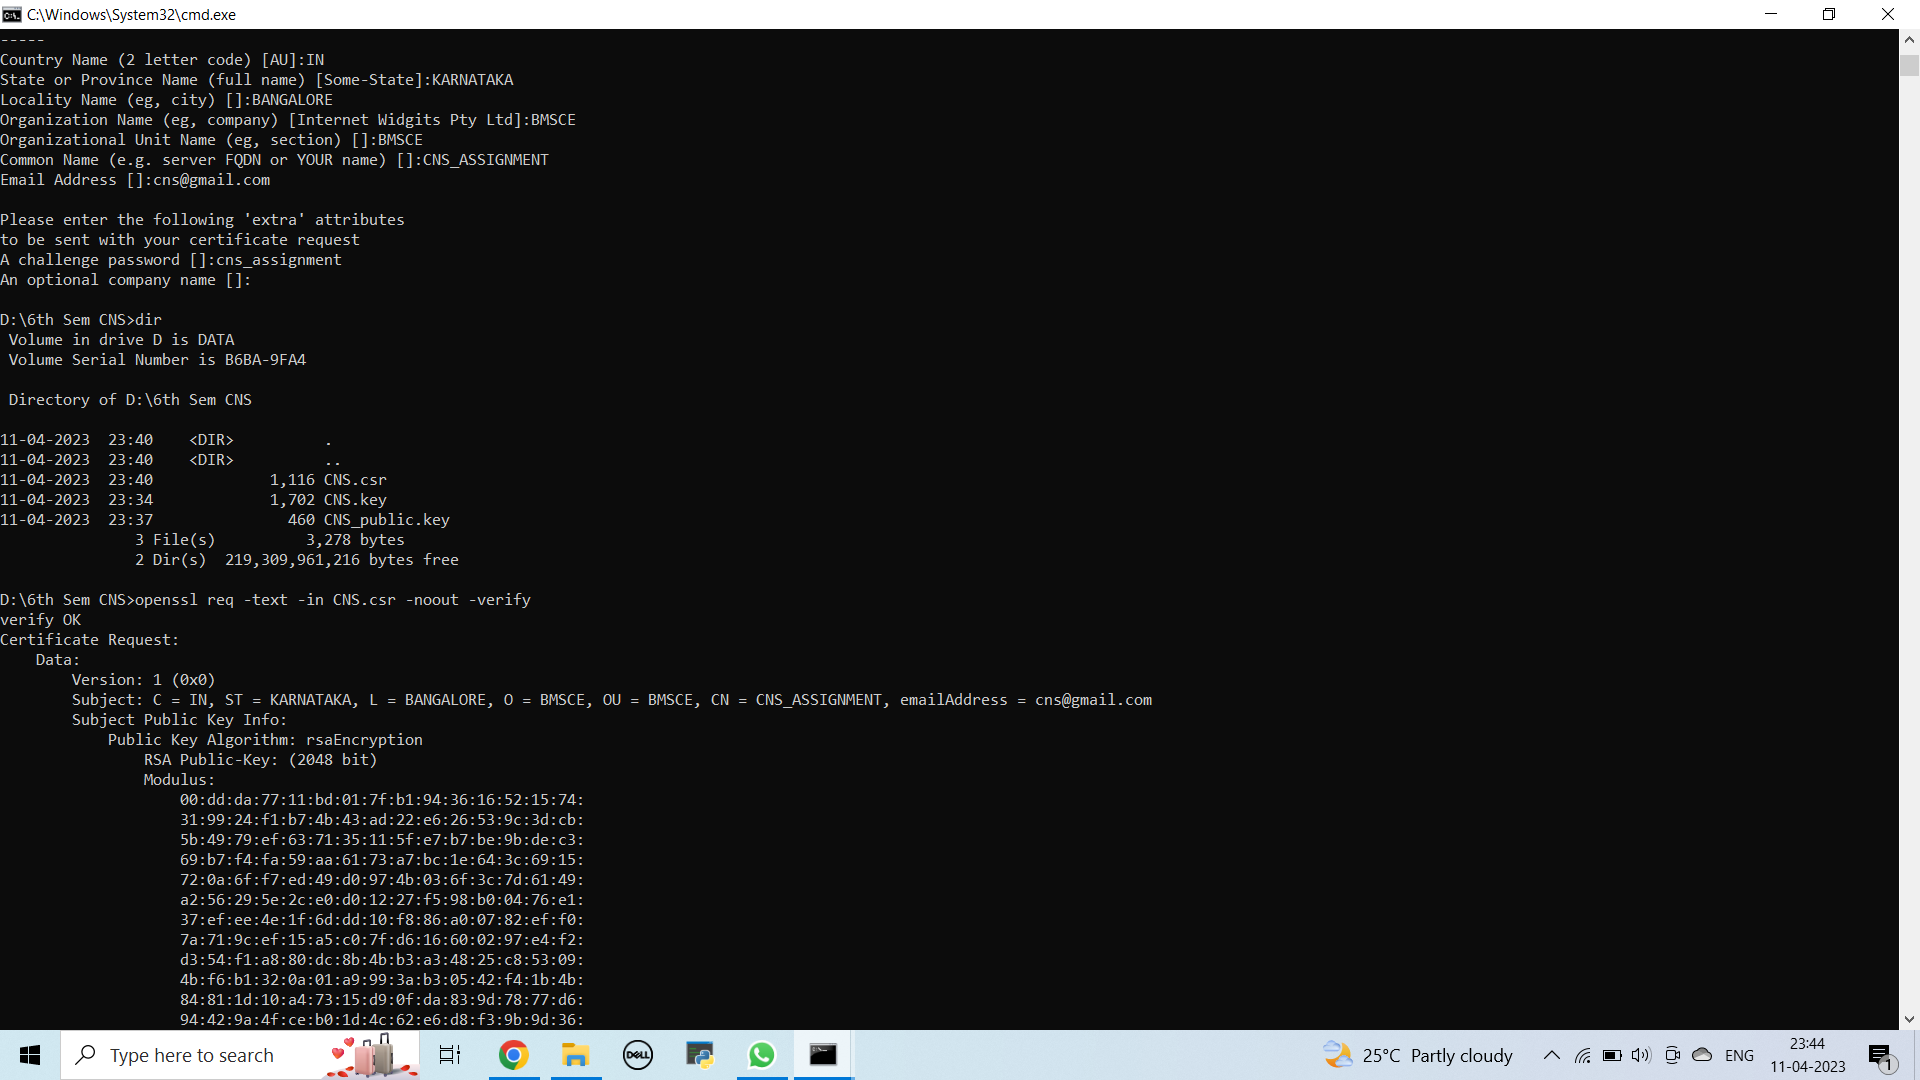 C:\Windows\System32\cmd.exe
-----
Country Name (2 letter code) [AU]:IN
State or Province Name (full name) [Some-State]:KARNATAKA
Locality Name (eg, city) []:BANGALORE
Organization Name (eg, company) [Internet Widgits Pty Ltd]:BMSCE
Organizational Unit Name (eg, section) []:BMSCE
Common Name (e.g. server FQDN or YOUR name) []:CNS_ASSIGNMENT
Email Address []:cns@gmail.com
Please enter the following 'extra' attributes
to be sent with your certificate request
A challenge password []:cns_assignment
An optional company name []:
D:\6th Sem CNS>dir
Volume in drive D is DATA
Volume Serial Number is B6BA-9FA4
Directory of D:\6th Sem CNS
11-04-2023  23:40    <DIR>          .
11-04-2023  23:40    <DIR>          ..
11-04-2023  23:40             1,116 CNS.csr
11-04-2023  23:34             1,702 CNS.key
11-04-2023  23:37               460 CNS_public.key
3 File(s)          3,278 bytes
2 Dir(s)  219,309,961,216 bytes free
D:\6th Sem CNS>openssl req -text -in CNS.csr -noout -verify
verify OK
Certificate Request:
Data:
Version: 1 (0x0)
Subject: C = IN, ST = KARNATAKA, L = BANGALORE, O = BMSCE, OU = BMSCE, CN = CNS_ASSIGNMENT, emailAddress = cns@gmail.com
Subject Public Key Info:
Public Key Algorithm: rsaEncryption
RSA Public-Key: (2048 bit)
Modulus:
00:dd:da:77:11:bd:01:7f:b1:94:36:16:52:15:74:
31:99:24:f1:b7:4b:43:ad:22:e6:26:53:9c:3d:cb:
5b:49:79:ef:63:71:35:11:5f:e7:b7:be:9b:de:c3:
69:b7:f4:fa:59:aa:61:73:a7:bc:1e:64:3c:69:15:
72:0a:6f:f7:ed:49:d0:97:4b:03:6f:3c:7d:61:49:
a2:56:29:5e:2c:e0:d0:12:27:f5:98:b0:04:76:e1:
37:ef:ee:4e:1f:6d:dd:10:f8:86:a0:07:82:ef:f0:
7a:71:9c:ef:15:a5:c0:7f:d6:16:60:02:97:e4:f2:
d3:54:f1:a8:80:dc:8b:4b:b3:a3:48:25:c8:53:09:
4b:f6:b1:32:0a:01:a9:99:3a:b3:05:42:f4:1b:4b:
84:81:1d:10:a4:73:15:d9:0f:da:83:9d:78:77:d6:
94:42:9a:4f:ce:b0:1d:4c:62:e6:d8:f3:9b:9d:36:
Type here to search
DELL
25°C Partly cloudy
ENG
23:44
11-04-2023
1